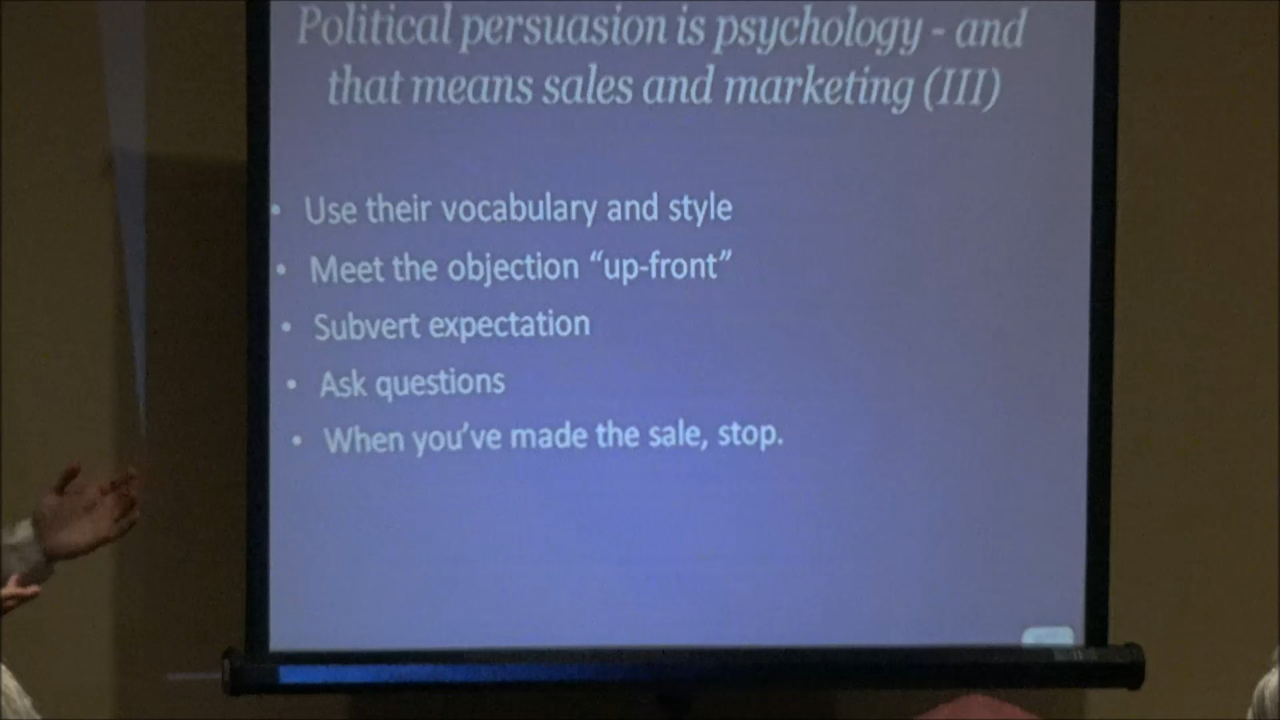 Political persuasion is psychology - and
that means sales and marketing (III)
• Use their vocabulary and style
• Meet the objection “up-front”
• Subvert expectation
• Ask questions
• When you’ve made the sale, stop.